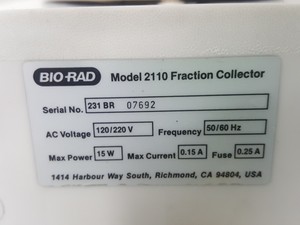 BIO-RAD Model 2110 Fraction Collector
Serial No. 231 BR 07692
AC Voltage 120/220 V Frequency 50/60 Hz
Max Power 15 W Max Current 0.15 A Fuse 0.25 A
1414 Harbour Way South, Richmond, CA 94804, USA